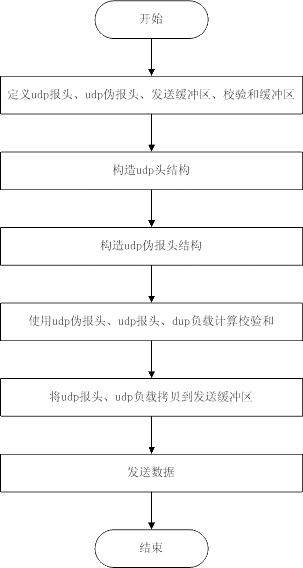 开始
定义udp报头、udp伪报头、发送缓冲区、校验和缓冲区
构造udp头结构
构造udp伪报头结构
使用udp伪报头、udp报头、dup负载计算校验和
将udp报头、udp负载拷贝到发送缓冲区
发送数据
结束